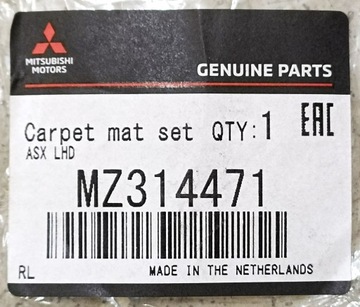 MITSUBISHI
MOTORS
GENUINE PARTS
Carpet mat set QTY:1 EAC
ASX LHD
MZ314471
RL MADE IN THE NETHERLANDS